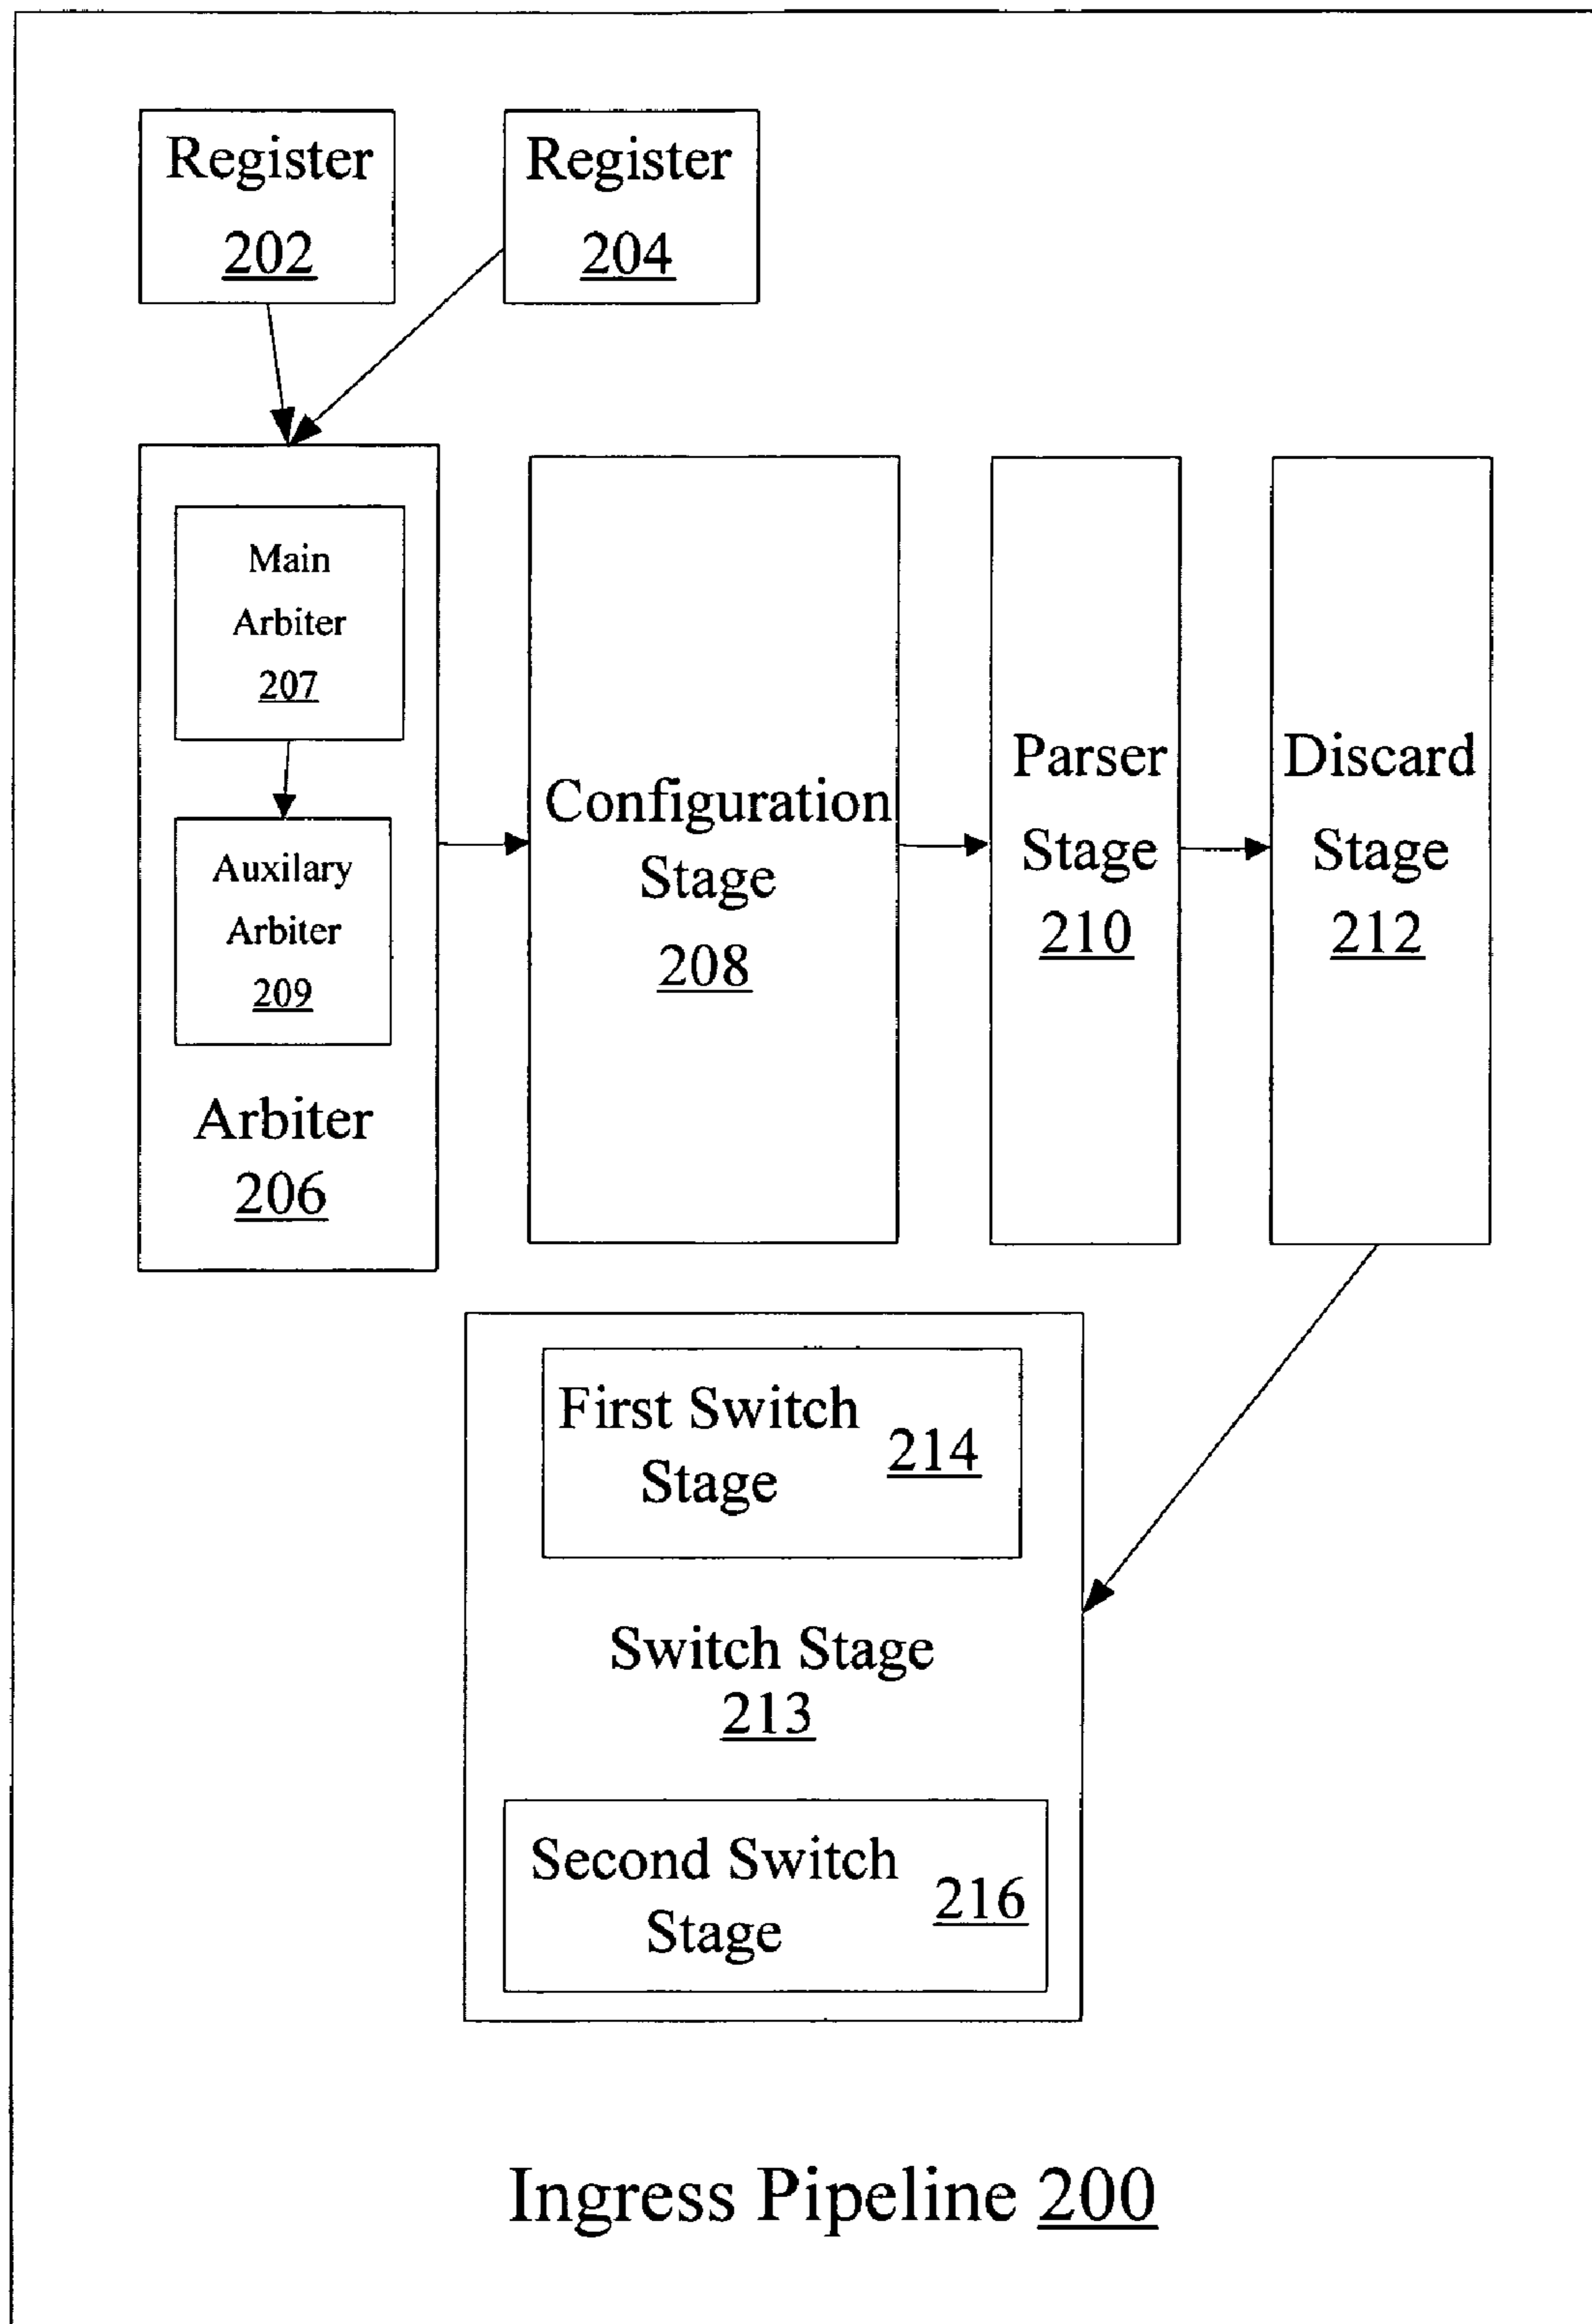 Register
202
Register
204
Main
Arbiter
207
Auxilary
Arbiter
209
Arbiter
206
Configuration
Stage
208
Parser
Stage
210
Discard
Stage
212
First Switch
Stage
214
Switch Stage
213
Second Switch
Stage
216
Ingress Pipeline 200